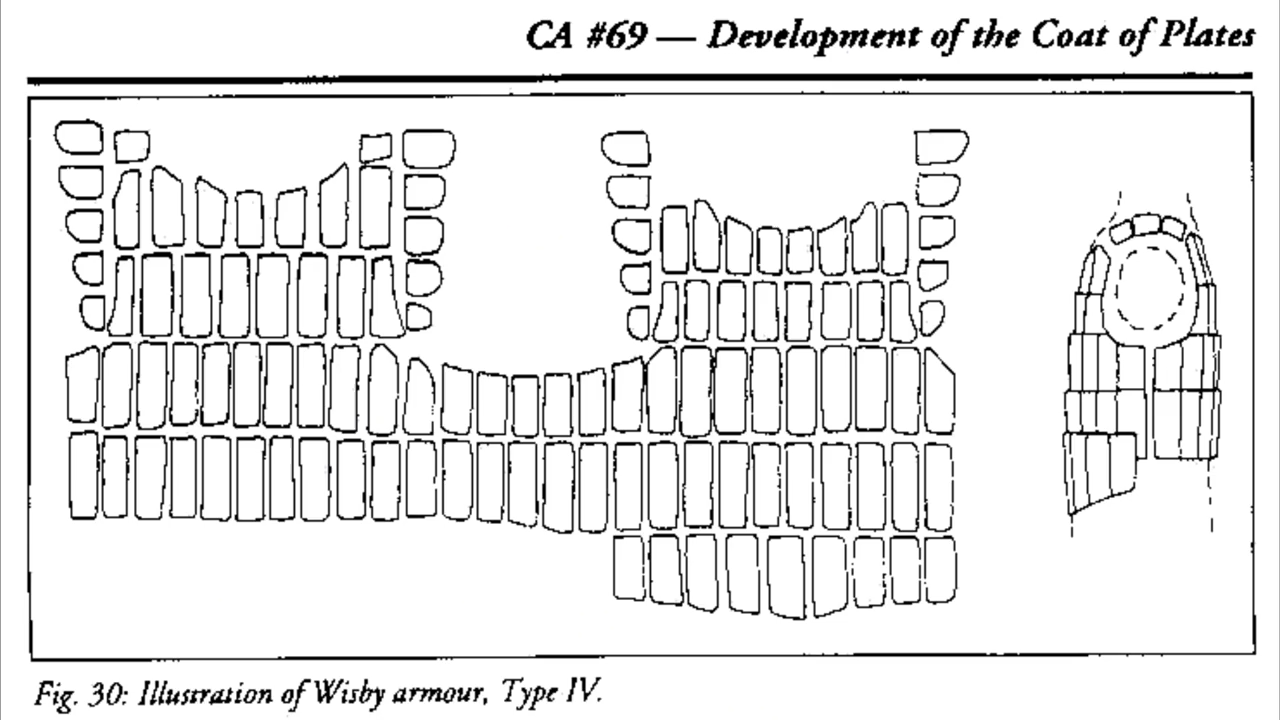 CA #69 — Development of the Coat of Plates
Fig. 30: Illustration of Wisby armour, Type IV.